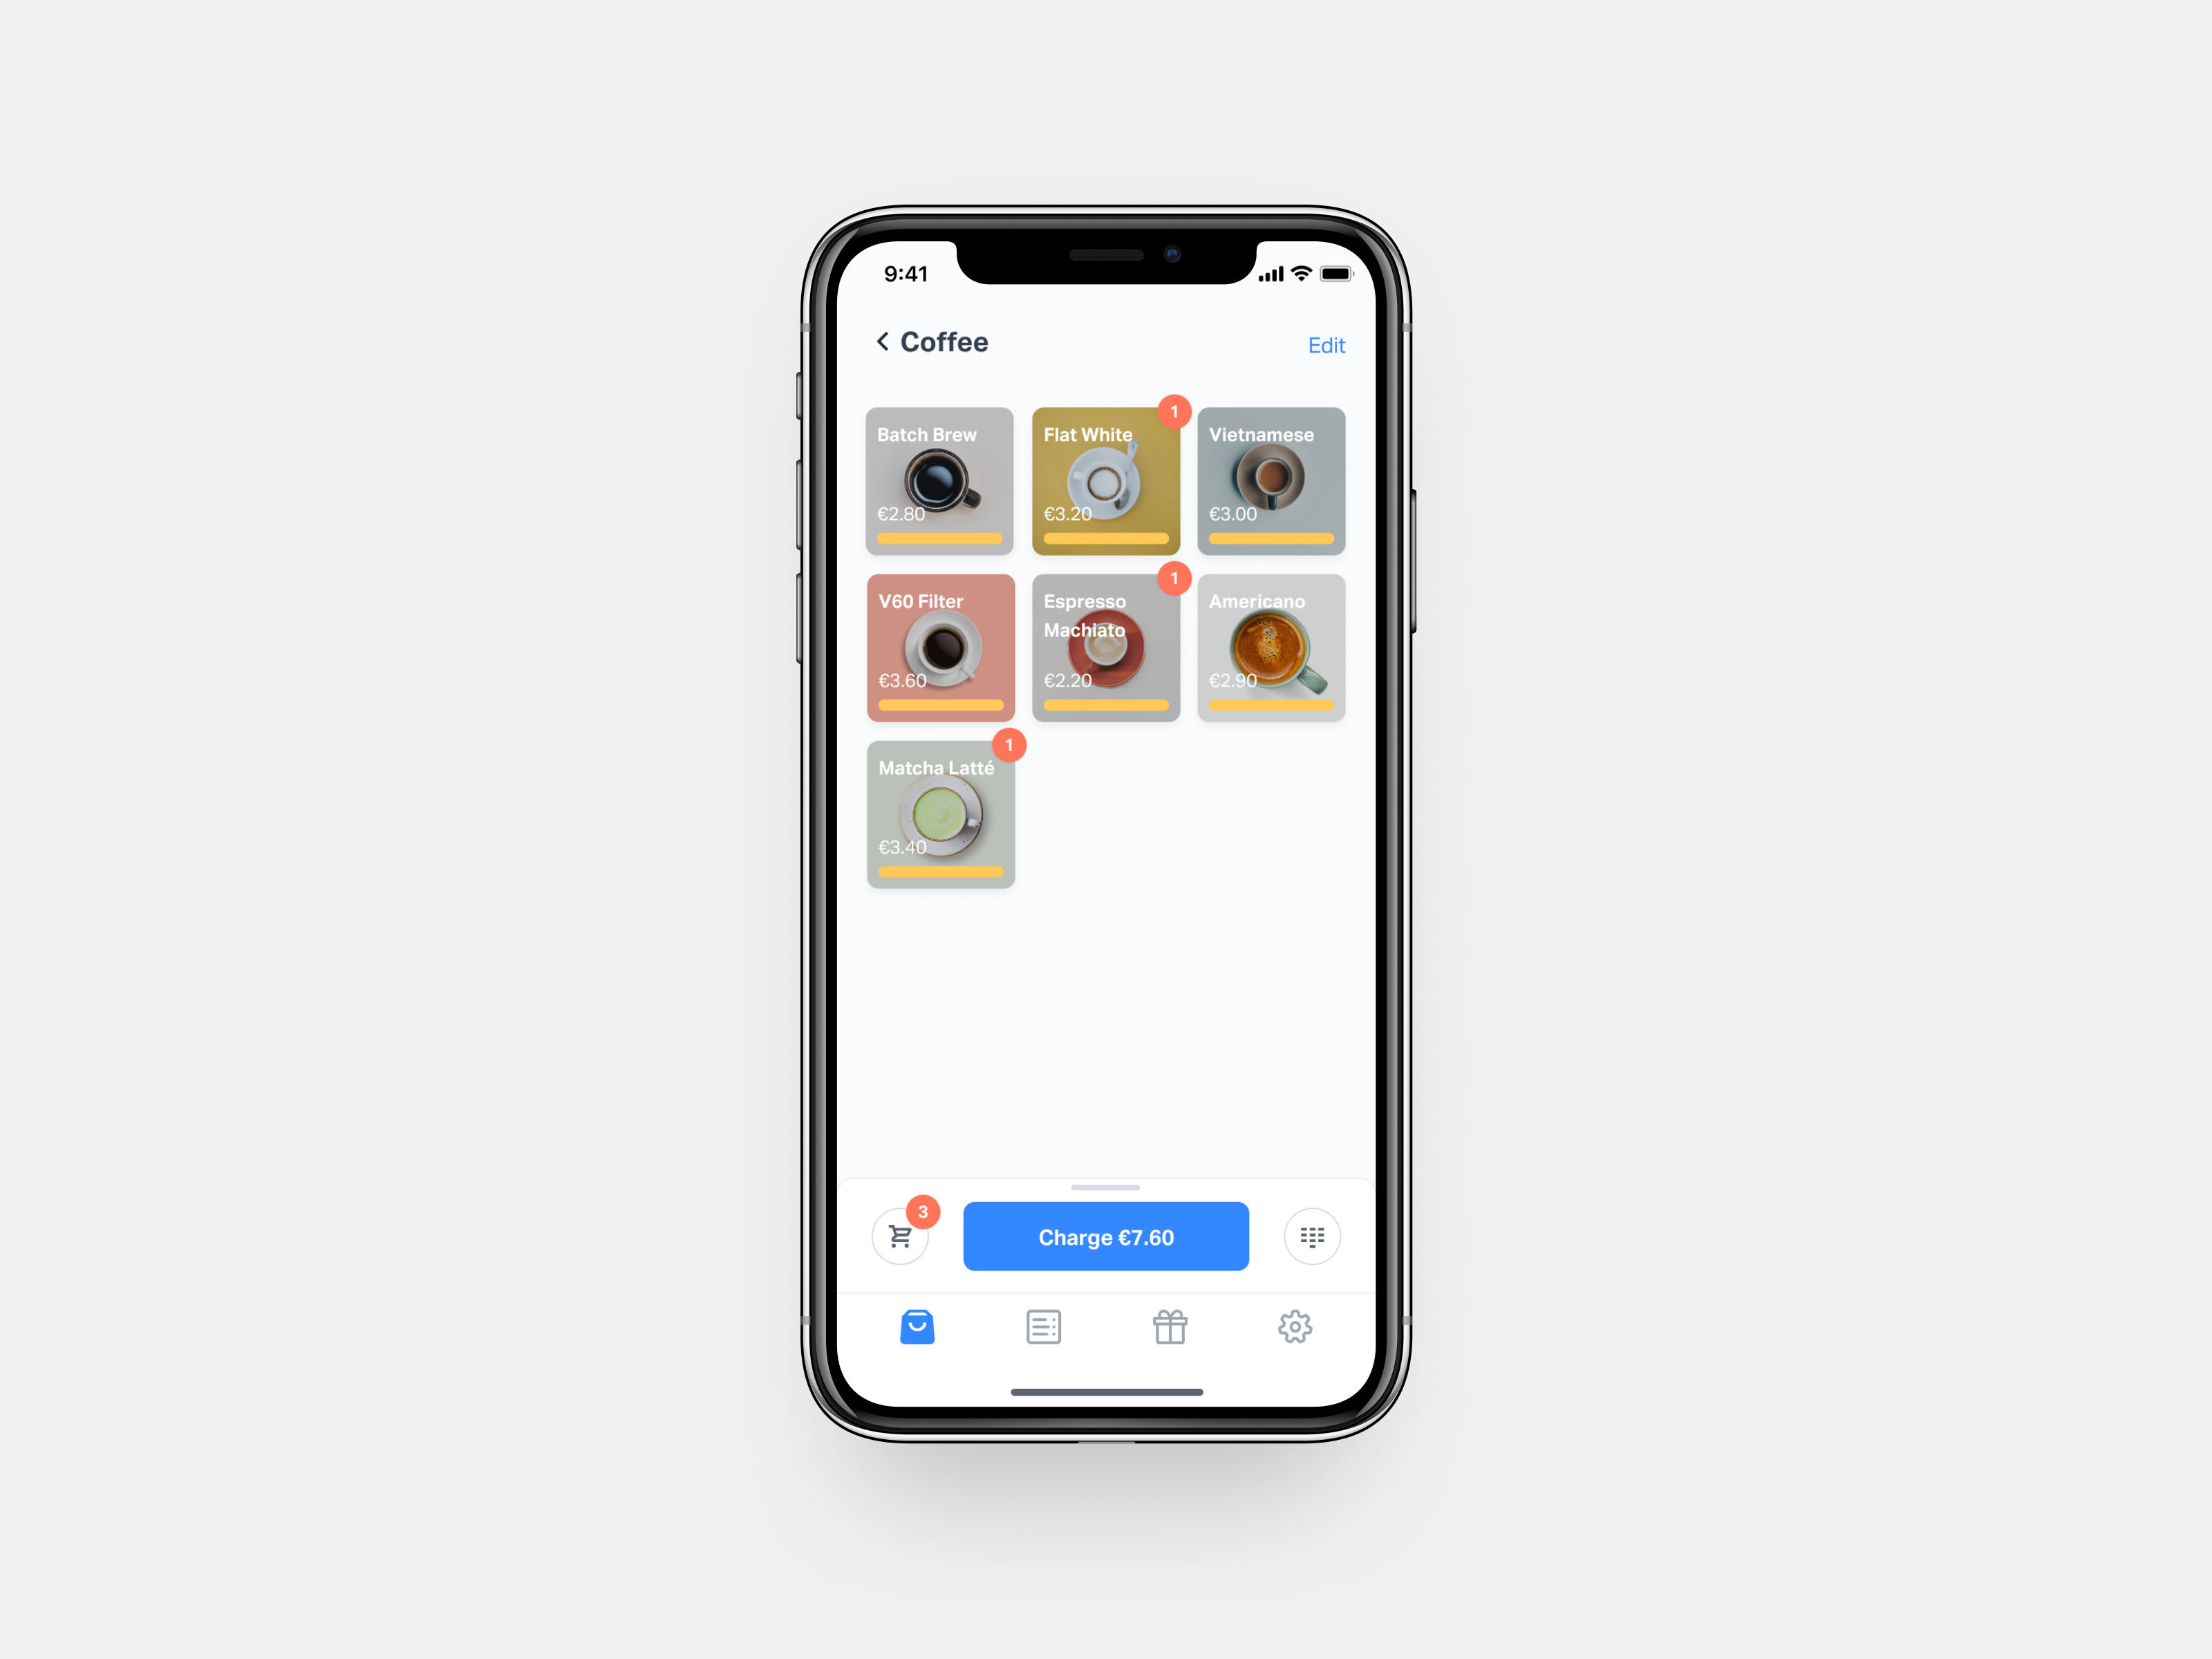 9:41
Coffee
Edit
Batch Brew
€2.80
1
Flat White
€3.20
Vietnamese
€3.00
V60 Filter
€3.60
1
Espresso
Machiato
€2.20
Americano
€2.90
1
Matcha Latté
€3.40
3
Charge €7.60